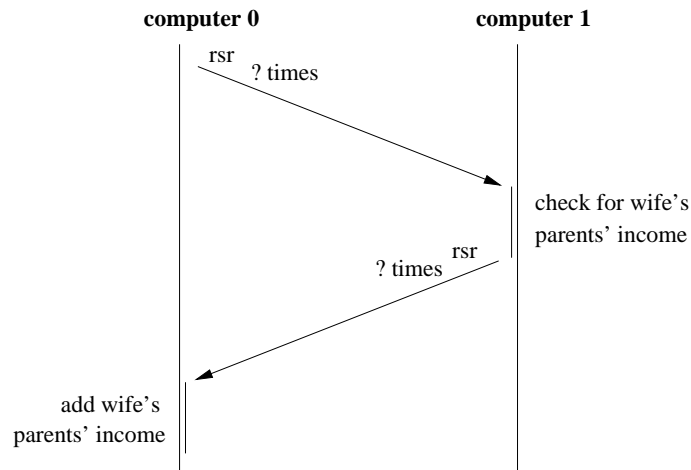 computer 0
computer 1
rsr
? times
check for wife's
parents' income
rsr
? times
add wife's
parents' income